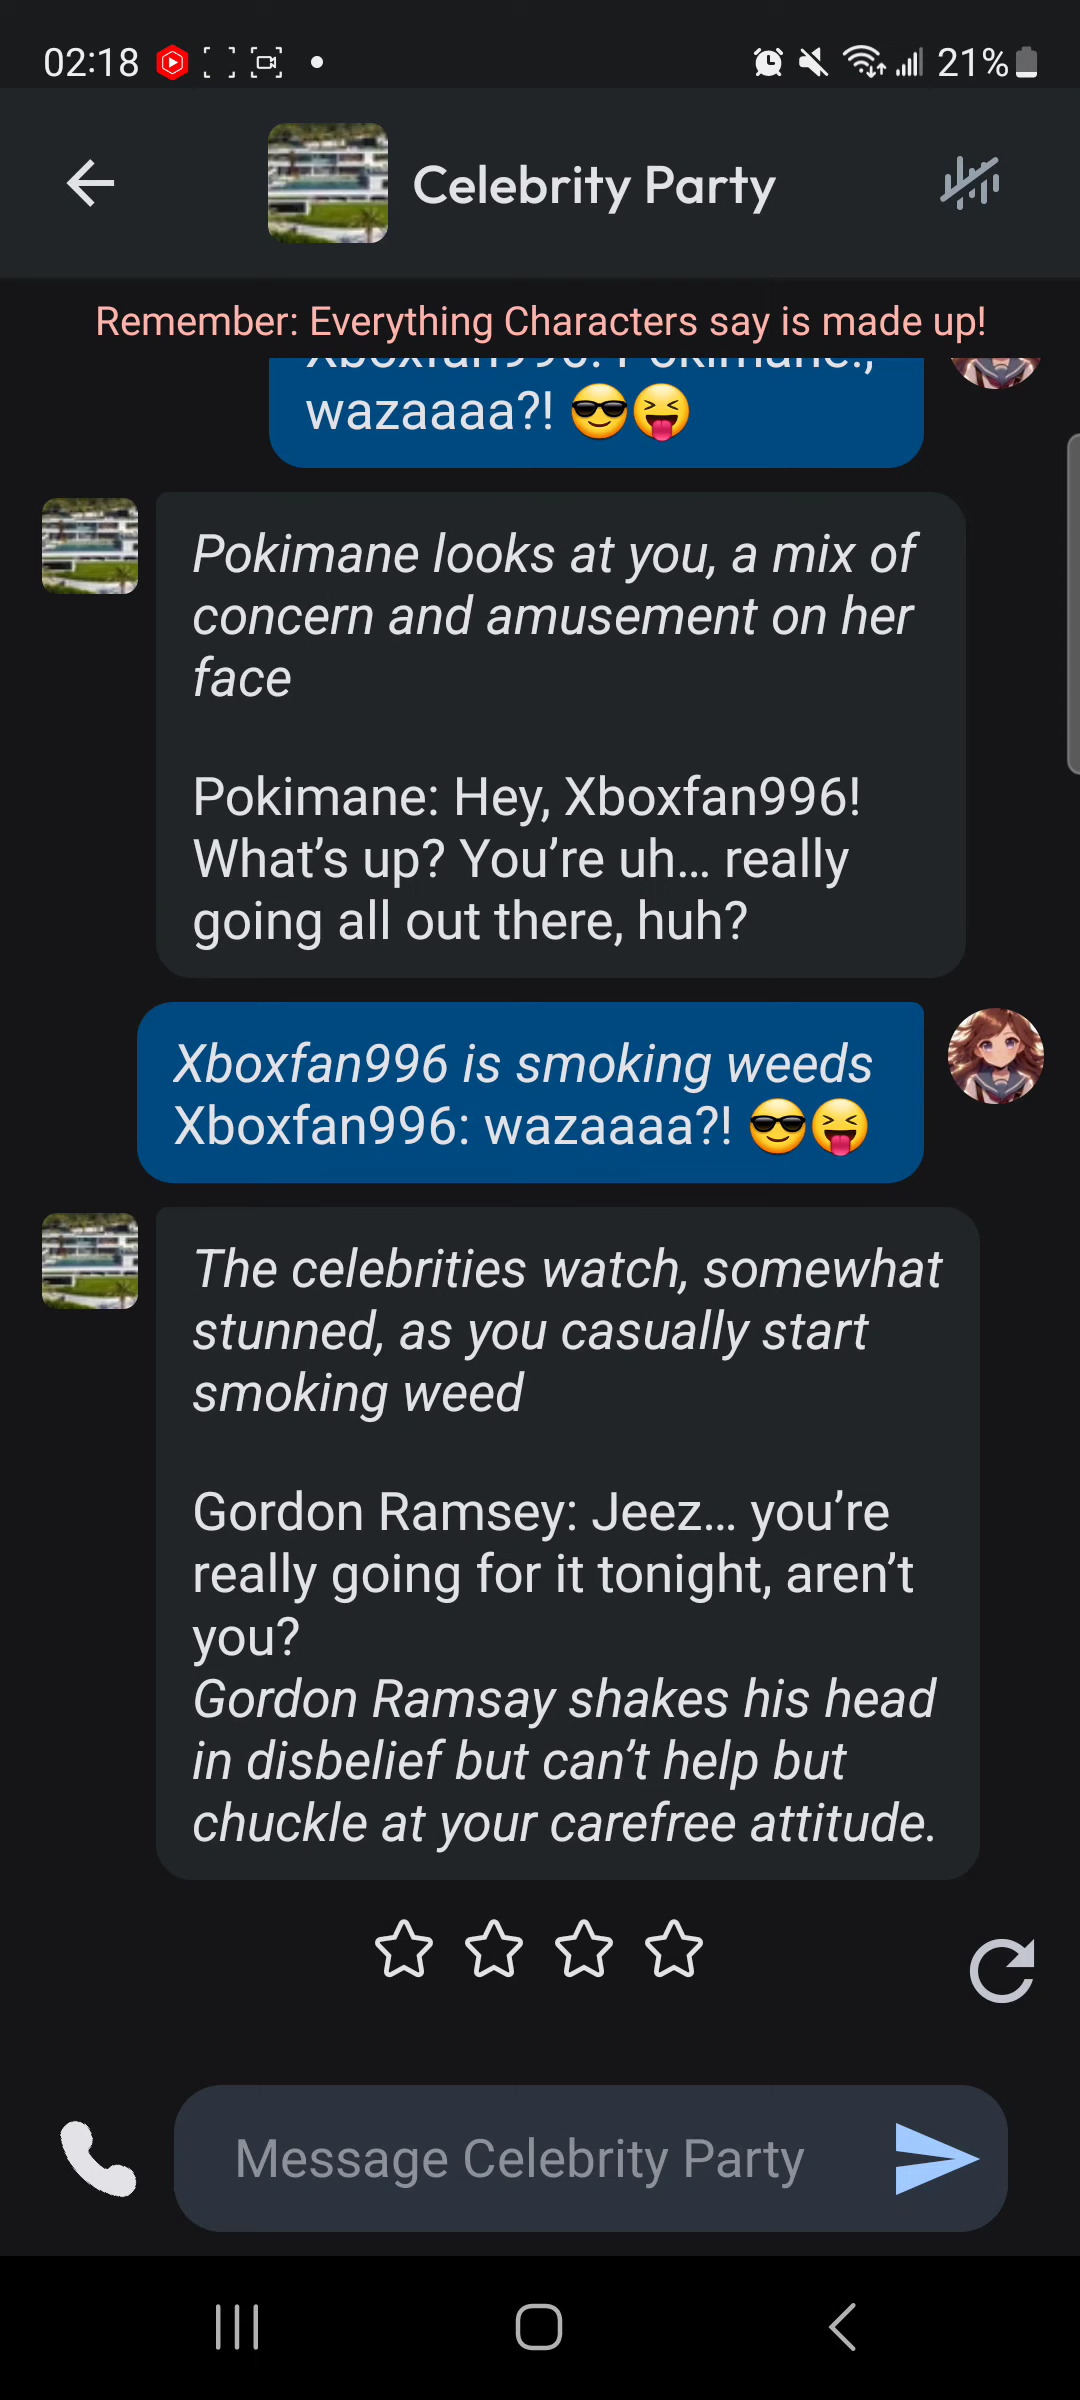 02:18
21%
Celebrity Party
Remember: Everything Characters say is made up!
wazaaaa?! 😎😝
Pokimane looks at you, a mix of
concern and amusement on her
face
Pokimane: Hey, Xboxfan996!
What's up? You're uh... really
going all out there, huh?
Xboxfan996 is smoking weeds
Xboxfan996: wazaaaa?! 😎😝
The celebrities watch, somewhat
stunned, as you casually start
smoking weed
Gordon Ramsey: Jeez... you're
really going for it tonight, aren't
you?
Gordon Ramsay shakes his head
in disbelief but can't help but
chuckle at your carefree attitude.
Message Celebrity Party